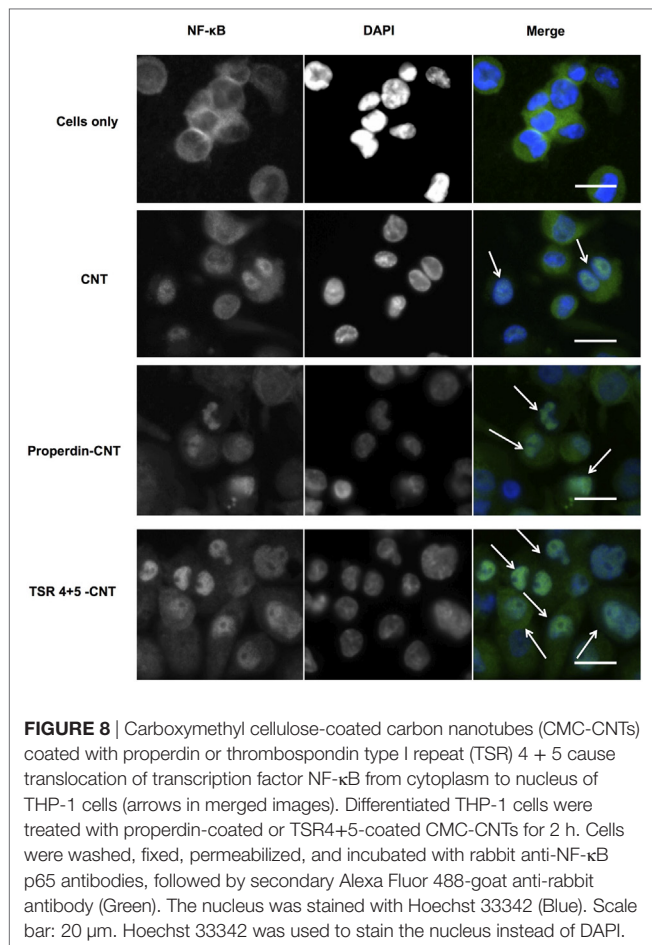 NF-κB DAPI Merge
Cells only
CNT
Properdin-CNT
TSR 4+5 -CNT
FIGURE 8 | Carboxymethyl cellulose-coated carbon nanotubes (CMC-CNTs)
coated with properdin or thrombospondin type I repeat (TSR) 4 + 5 cause
translocation of transcription factor NF-κB from cytoplasm to nucleus of
THP-1 cells (arrows in merged images). Differentiated THP-1 cells were
treated with properdin-coated or TSR4+5-coated CMC-CNTs for 2 h. Cells
were washed, fixed, permeabilized, and incubated with rabbit anti-NF-κB
p65 antibodies, followed by secondary Alexa Fluor 488-goat anti-rabbit
antibody (Green). The nucleus was stained with Hoechst 33342 (Blue). Scale
bar: 20 μm. Hoechst 33342 was used to stain the nucleus instead of DAPI.